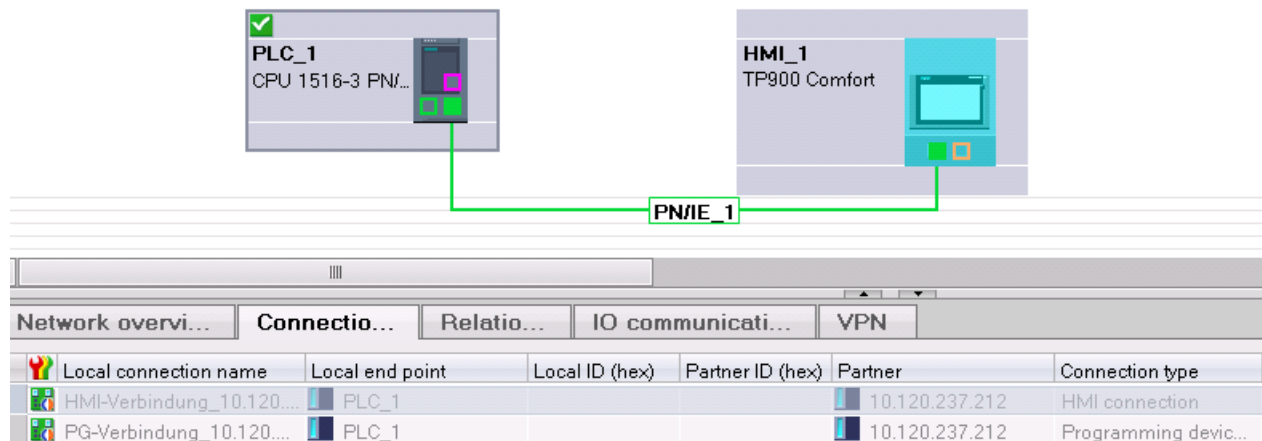 PLC_1
CPU 1516-3 PN/...
HMI_1
TP900 Comfort
PN/IE_1
Network overvi...
Connectio...
Relatio...
IO communicati...
VPN
Local connection name Local end point Local ID (hex) Partner ID (hex) Partner Connection type
HMI-Verbindung_10.120.... PLC_1 10.120.237.212 HMI connection
PG-Verbindung_10.120.... PLC_1 10.120.237.212 Programming devic...